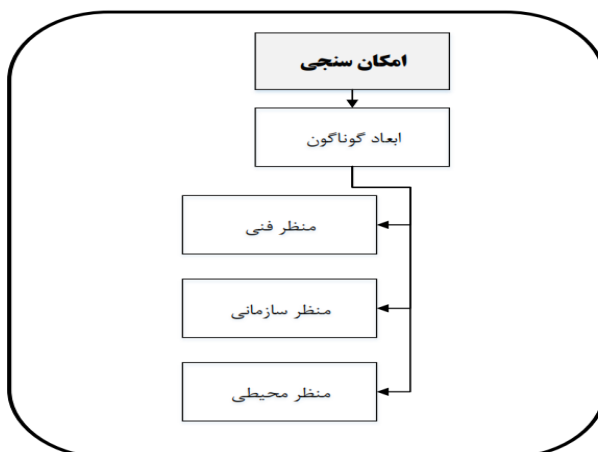 امکان سنجی
ابعاد گوناگون
منظر فنی
منظر سازمانی
منظر محیطی